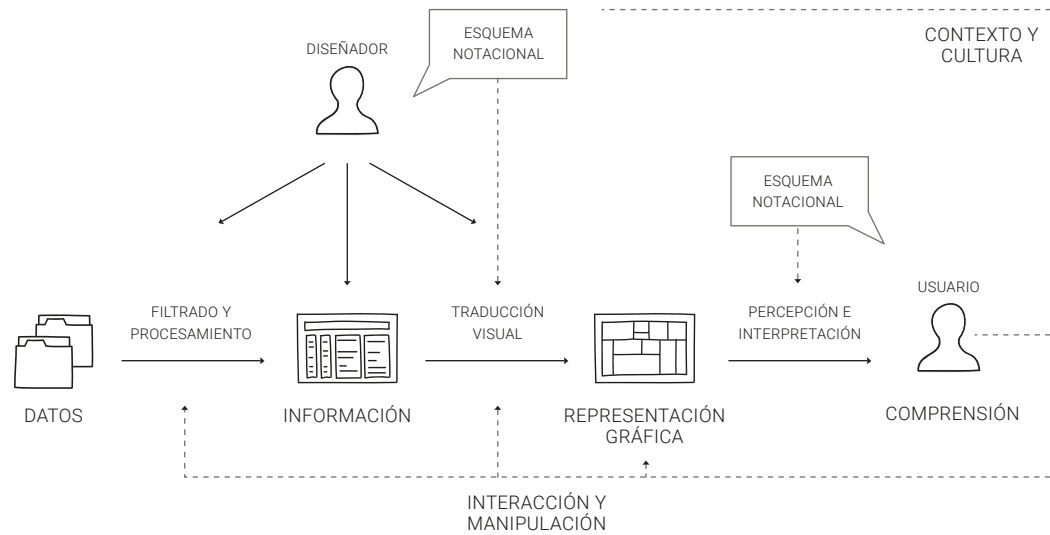 ESQUEMA
NOTACIONAL
DISEÑADOR
CONTEXTO Y
CULTURA
ESQUEMA
NOTACIONAL
FILTRADO Y
PROCESAMIENTO
TRADUCCIÓN
VISUAL
PERCEPCIÓN E
INTERPRETACIÓN
USUARIO
DATOS
INFORMACIÓN
REPRESENTACIÓN
GRÁFICA
COMPRENSIÓN
INTERACCIÓN Y
MANIPULACIÓN